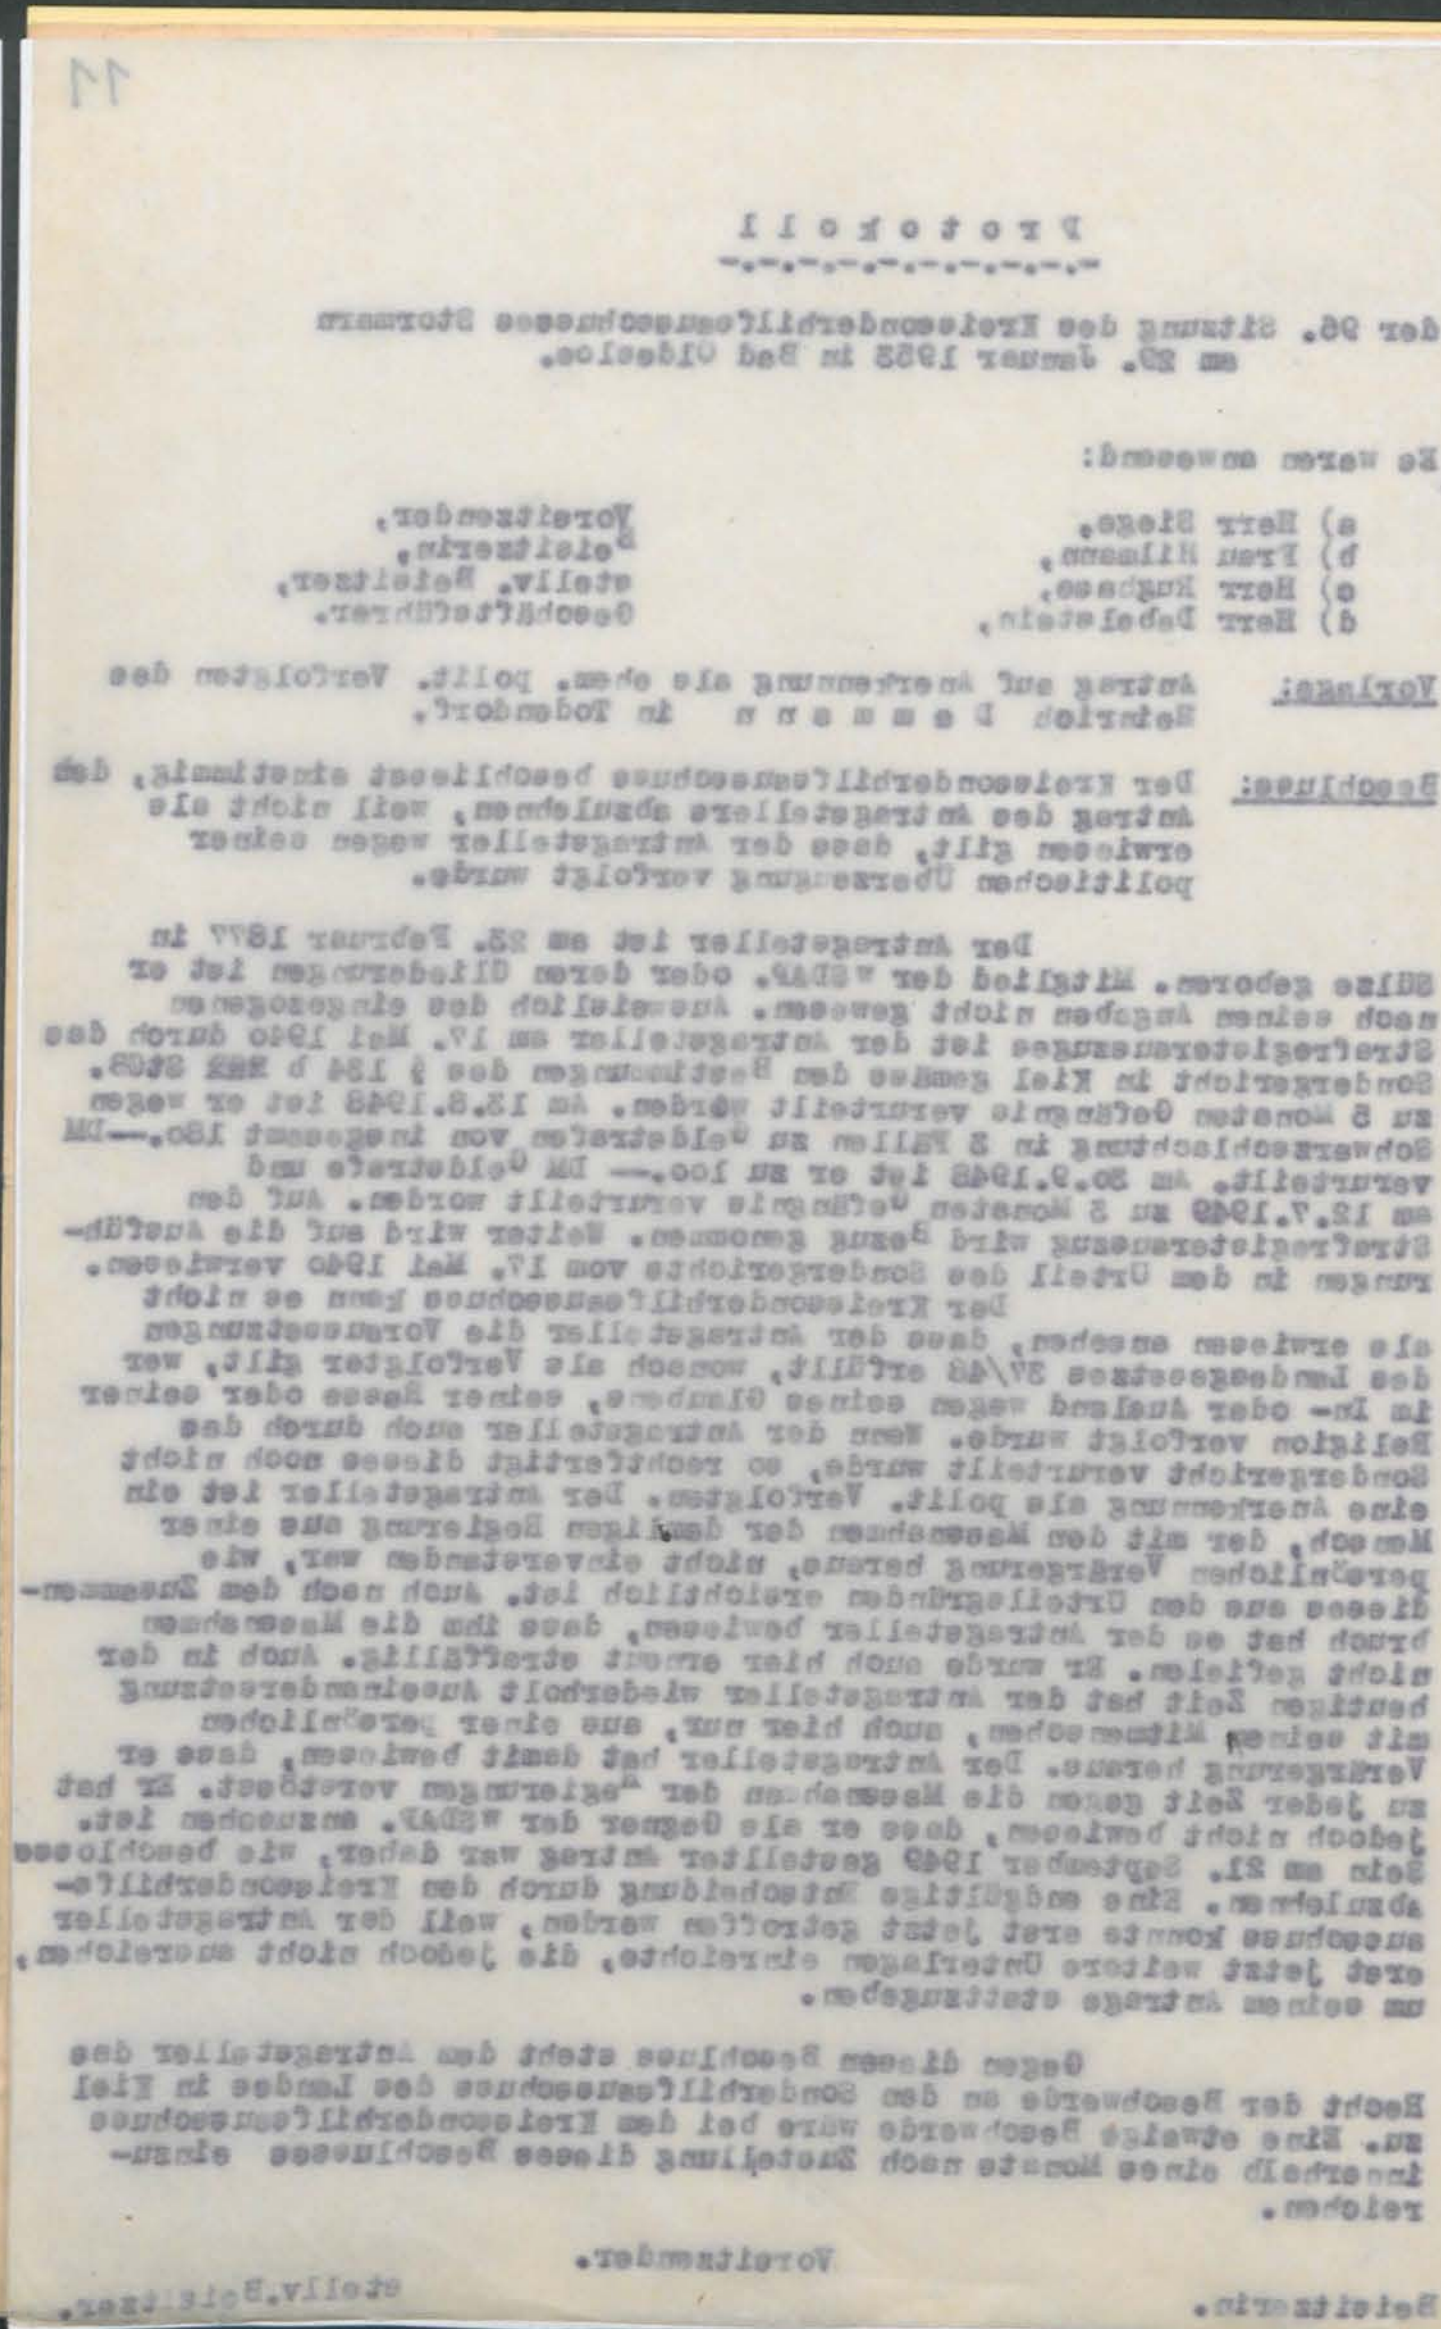 11
Protokoll
-.-.-.-.-.-.-.-.-.-
der 96. Sitzung des Kreissonderhilfsausschusses Stormarn
am 29. Januar 1953 in Bad Oldesloe.
Es waren anwesend:
a) Herr Siege, Vorsitzender,
b) Frau Hilmann, Beisitzerin,
c) Herr Rughase, stellv. Beisitzer,
d) Herr Dabelstein, Geschäftsführer.
Vorlage: Antrag auf Anerkennung als ehem. polit. Verfolgten des
Heinrich Demmann in Todendorf.
Beschluss: Der Kreissonderhilfsausschuss beschliesst einstimmig, den
Antrag des Antragstellers abzulehnen, weil nicht als
erwiesen gilt, dass der Antragsteller wegen seiner
politischen Überzeugung verfolgt wurde.
Der Antragsteller ist am 23. Februar 1877 in
Sülze geboren. Mitglied der NSDAP. oder deren Gliederungen ist er
nach seinen Angaben nicht gewesen. Ausweislich des eingezogenen
Strafregisterauszuges ist der Antragsteller am 17. Mai 1940 durch das
Sondergericht in Kiel gemäss den Bestimmungen des § 134 b StGB.
zu 5 Monaten Gefängnis verurteilt worden. Am 13.8.1948 ist er wegen
Schwarzschlachtung in 3 Fällen zu Geldstrafen von insgesamt 180.--DM
verurteilt. Am 30.9.1948 ist er zu 100.-- DM Geldstrafe und
am 12.7.1949 zu 3 Monaten Gefängnis verurteilt worden. Auf den
Strafregisterauszug wird Bezug genommen. Weiter wird auf die Ausfüh-
rungen in dem Urteil des Sondergerichts vom 17. Mai 1940 verwiesen.
Der Kreissonderhilfsausschuss kann es nicht
als erwiesen ansehen, dass der Antragsteller die Voraussetzungen
des Landesgesetzes 37/48 erfüllt, wonach als Verfolgter gilt, wer
im In- oder Ausland wegen seines Glaubens, seiner Rasse oder seiner
Religion verfolgt wurde. Wenn der Antragsteller auch durch das
Sondergericht verurteilt wurde, so rechtfertigt dieses noch nicht
eine Anerkennung als polit. Verfolgten. Der Antragsteller ist ein
Mensch, der mit den Massnahmen der damligen Regierung aus einer
persönlichen Verärgerung heraus, nicht einverstanden war, wie
dieses aus den Urteilsgründen ersichtlich ist. Auch nach dem Zusammen-
bruch hat es der Antragsteller bewiesen, dass ihm die Massnahmen
nicht gefielen. Er wurde auch hier erneut straffällig. Auch in der
heutigen Zeit hat der Antragsteller wiederholt Auseinandersetzung
mit seinen Mitmenschen, auch hier nur, aus einer persönlichen
Verärgerung heraus. Der Antragsteller hat damit bewiesen, dass er
zu jeder Zeit gegen die Massnahmen der Regierungen verstösst. Er hat
jedoch nicht bewiesen, dass er als Gegner der NSDAP. anzusehen ist.
Sein am 21. September 1949 gestellter Antrag war daher, wie beschlosse
abzulehnen. Eine endgültige Entscheidung durch den Kreissonderhilfs-
ausschuss konnte erst jetzt getroffen werden, weil der Antragsteller
erst jetzt weitere Unterlagen einreichte, die jedoch nicht ausreichen,
um seinem Antrage stattzugeben.
Gegen diesen Beschluss steht dem Antragsteller das
Recht der Beschwerde an den Sonderhilfsausschuss des Landes in Kiel
zu. Eine etwaige Beschwerde wäre bei dem Kreissonderhilfsausschuss
innerhalb eines Monats nach Zustellung dieses Beschlusses einzu-
reichen.
Vorsitzender.
Beisitzerin. stellv.Beisitzer.